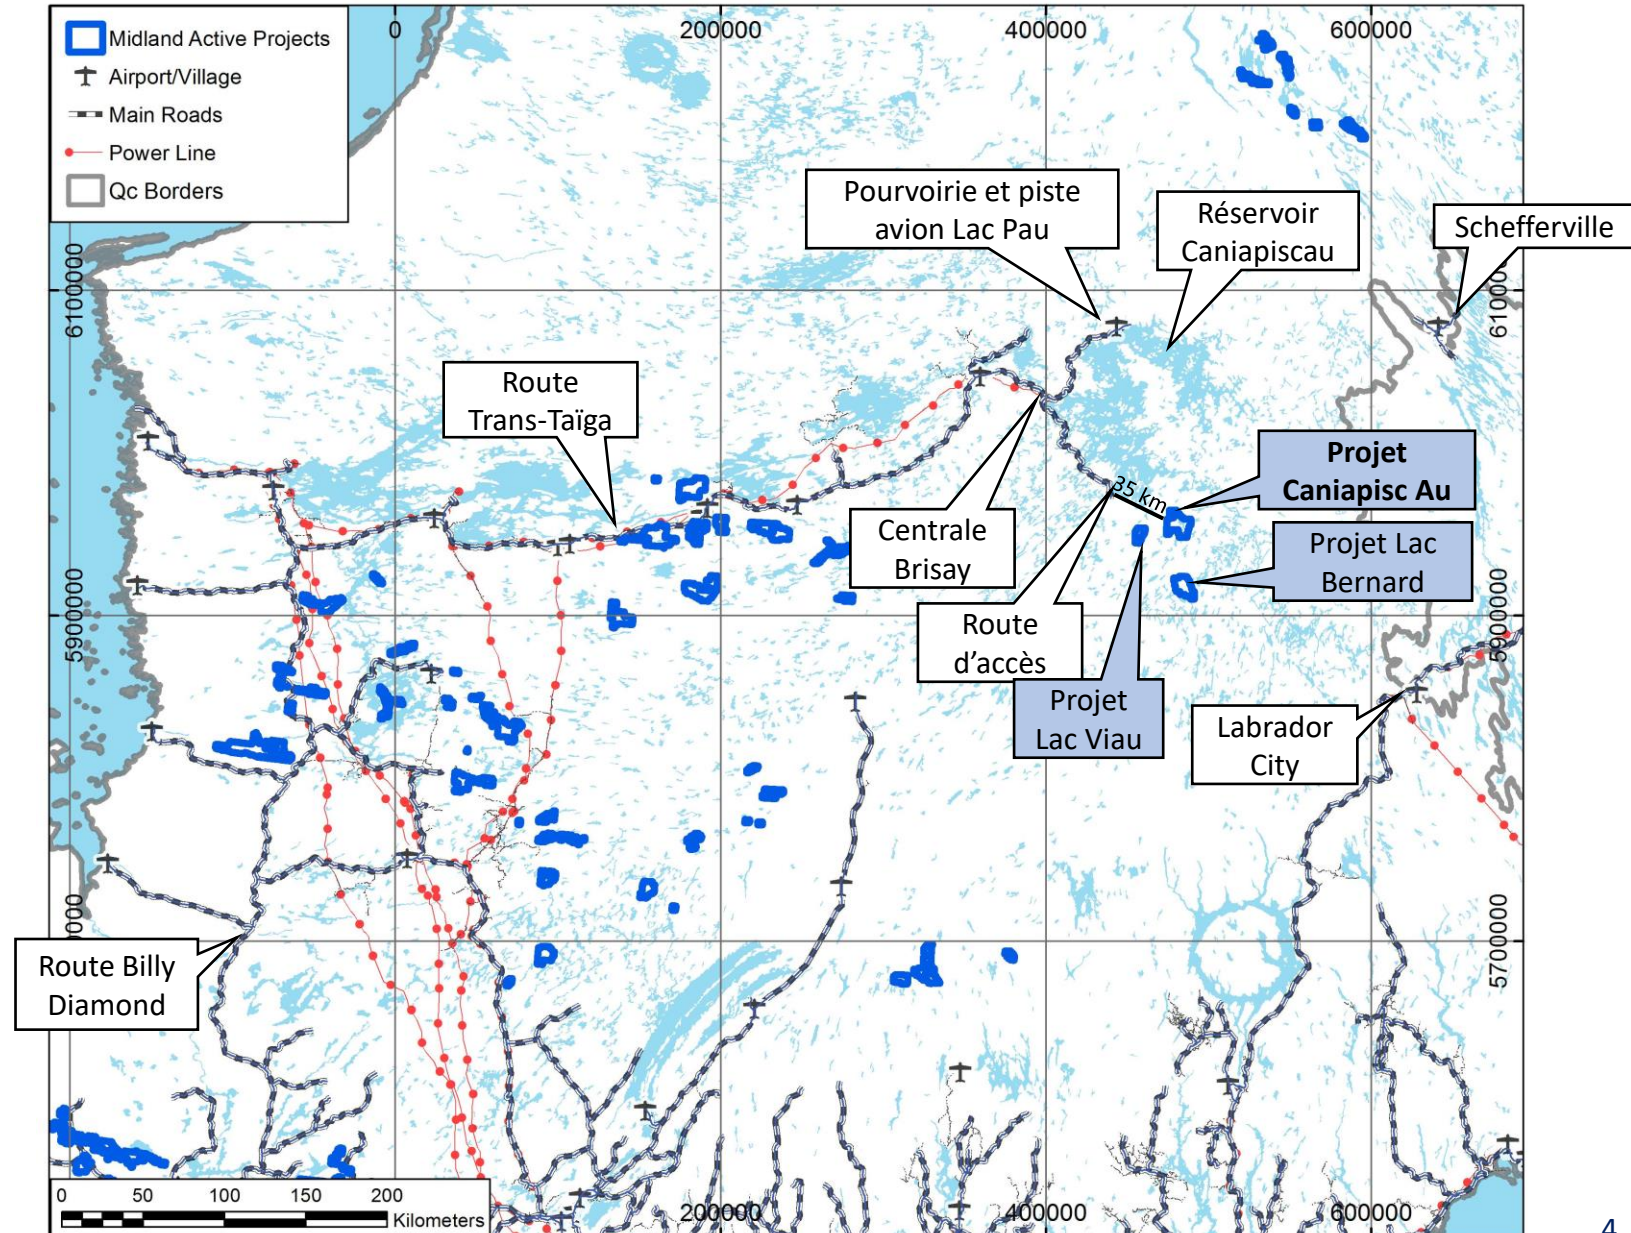 Midland Active Projects
Airport/Village
Main Roads
Power Line
Qc Borders
0
200000
400000
600000
Pourvoirie et piste
avion Lac Pau
Réservoir
Caniapiscau
Schefferville
6100000
Route
Trans-Taïga
35 km
Projet
Caniapisc Au
Centrale
Brisay
Projet Lac
Bernard
5900000
5900000
Route
d'accès
Projet
Lac Viau
Labrador
City
Route Billy
Diamond
5700000
0
50
100
150
200
Kilometers
200000
400000
600000
4